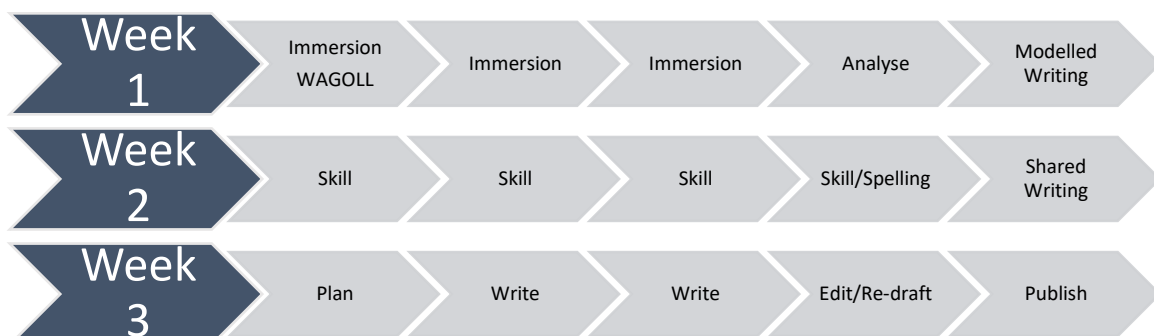 Week
1
Immersion
WAGOLL
Immersion
Immersion
Analyse
Modelled
Writing
Week
2
Skill
Skill
Skill
Skill/Spelling
Shared
Writing
Week
3
Plan
Write
Write
Edit/Re-draft
Publish